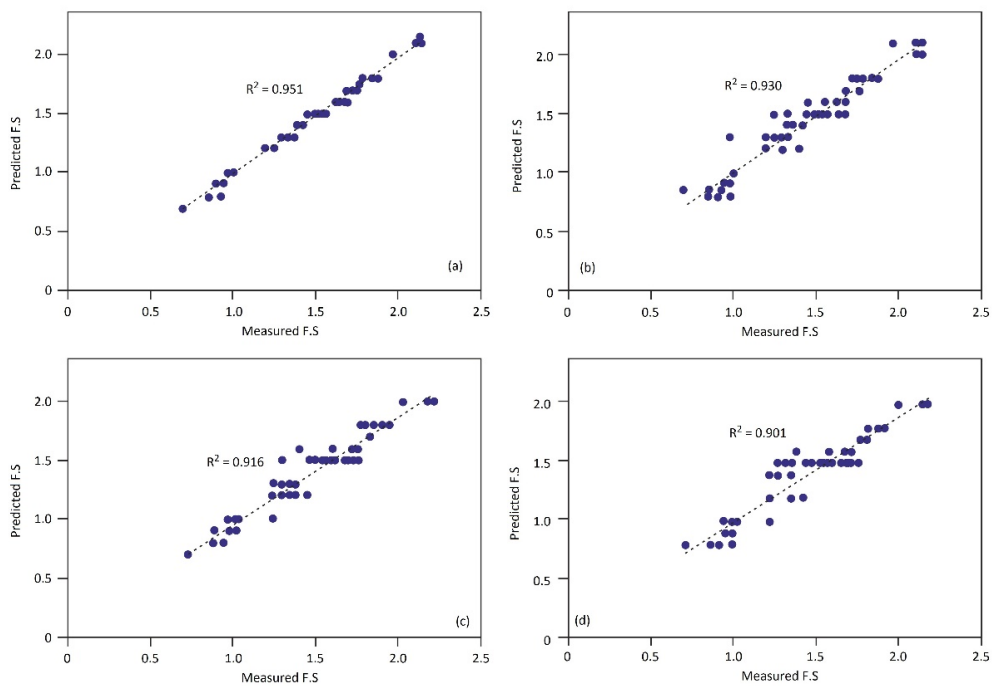 2.0
1.5
1.0
0.5
0
Predicted F.S
R² = 0.951
(a)
0
0.5
1.0
1.5
2.0
2.5
Measured F.S
2.0
1.5
1.0
0.5
0
Predicted F.S
R² = 0.930
(b)
0
0.5
1.0
1.5
2.0
2.5
Measured F.S
2.0
1.5
1.0
0.5
0
Predicted F.S
R² = 0.916
(c)
0
0.5
1.0
1.5
2.0
2.5
Measured F.S
2.0
1.5
1.0
0.5
0
Predicted F.S
R² = 0.901
(d)
0
0.5
1.0
1.5
2.0
2.5
Measured F.S